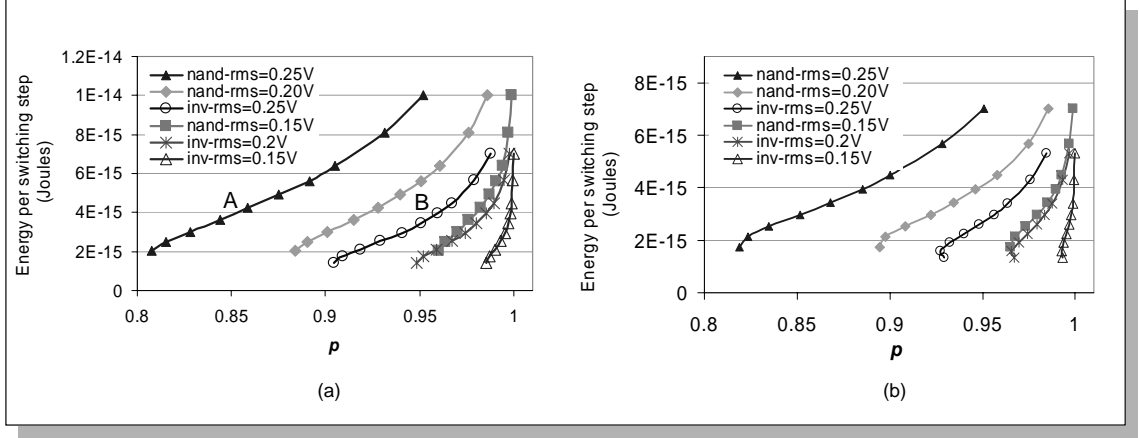 Energy per switching step
(Joules)
1.2E-14
1E-14
8E-15
6E-15
4E-15
2E-15
0
nand-rms=0.25V
nand-rms=0.20V
inv-rms=0.25V
nand-rms=0.15V
inv-rms=0.2V
inv-rms=0.15V
A
B
0.8
0.85
0.9
0.95
1
p
(a)
Energy per switching step
(Joules)
8E-15
6E-15
4E-15
2E-15
0
nand-rms=0.25V
nand-rms=0.20V
inv-rms=0.25V
nand-rms=0.15V
inv-rms=0.2V
inv-rms=0.15V
0.8
0.85
0.9
0.95
1
p
(b)